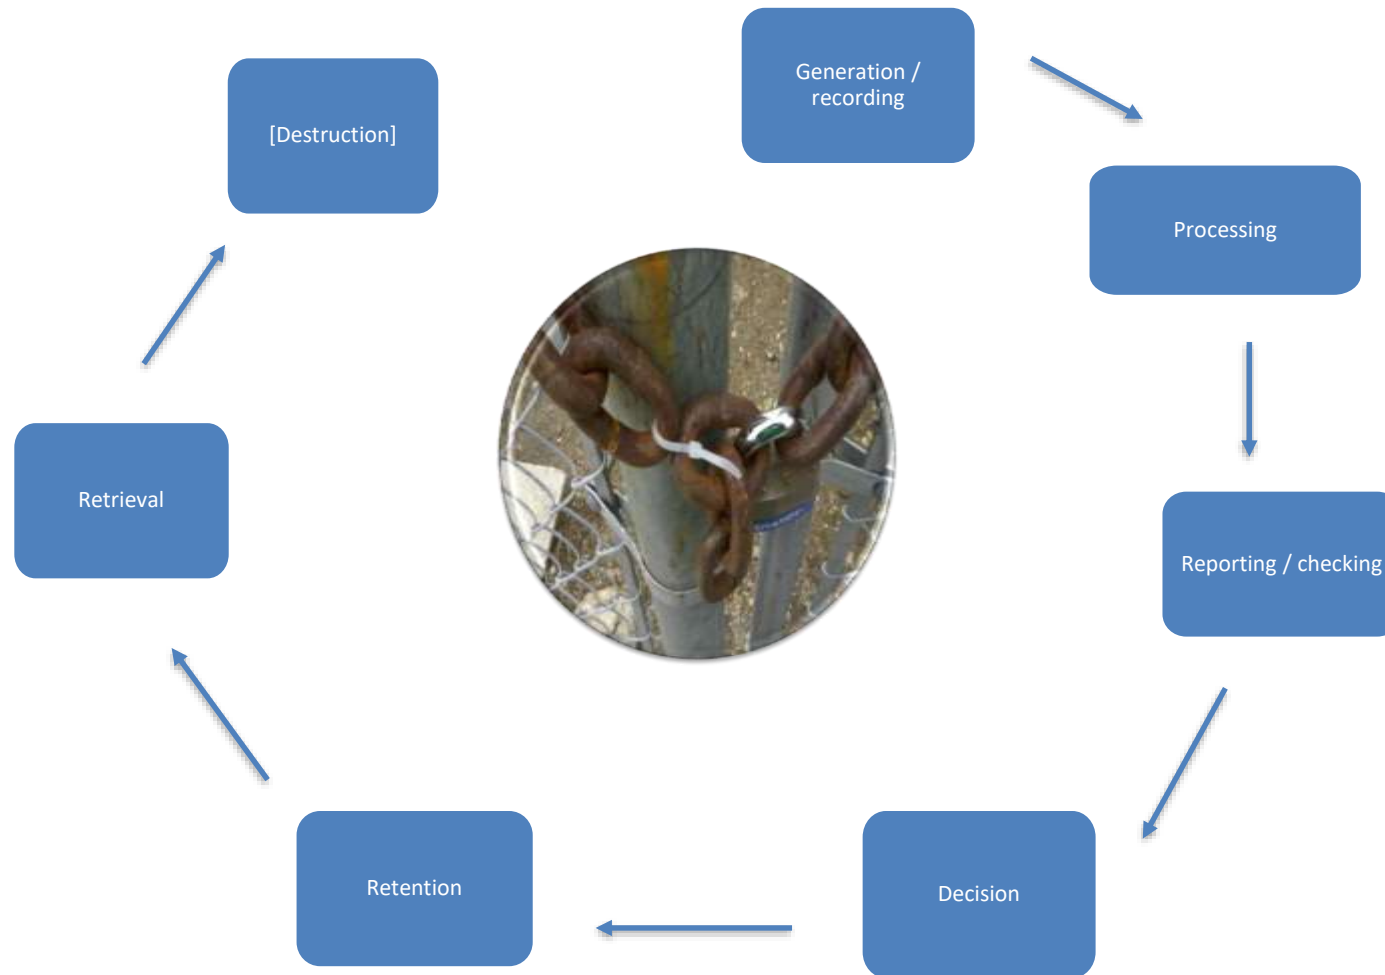 Generation /
recording
Processing
Reporting / checking
Decision
Retention
Retrieval
[Destruction]